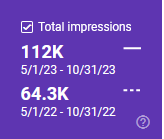 Total impressions
112K
5/1/23 - 10/31/23
64.3K
5/1/22 - 10/31/22